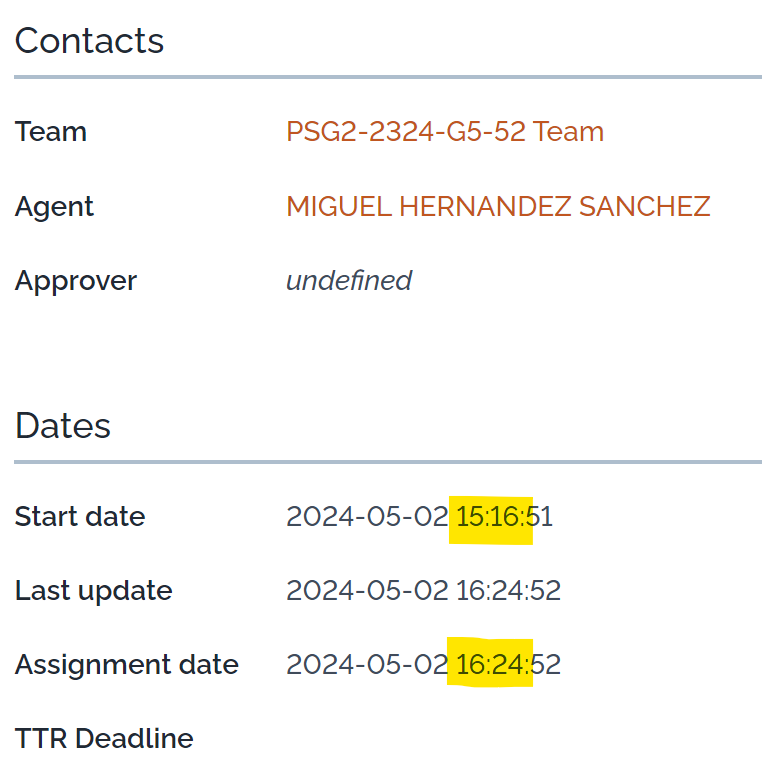 Contacts
Team PSG2-2324-G5-52 Team
Agent MIGUEL HERNANDEZ SANCHEZ
Approver undefined
Dates
Start date 2024-05-02 15:16:51
Last update 2024-05-02 16:24:52
Assignment date 2024-05-02 16:24:52
TTR Deadline